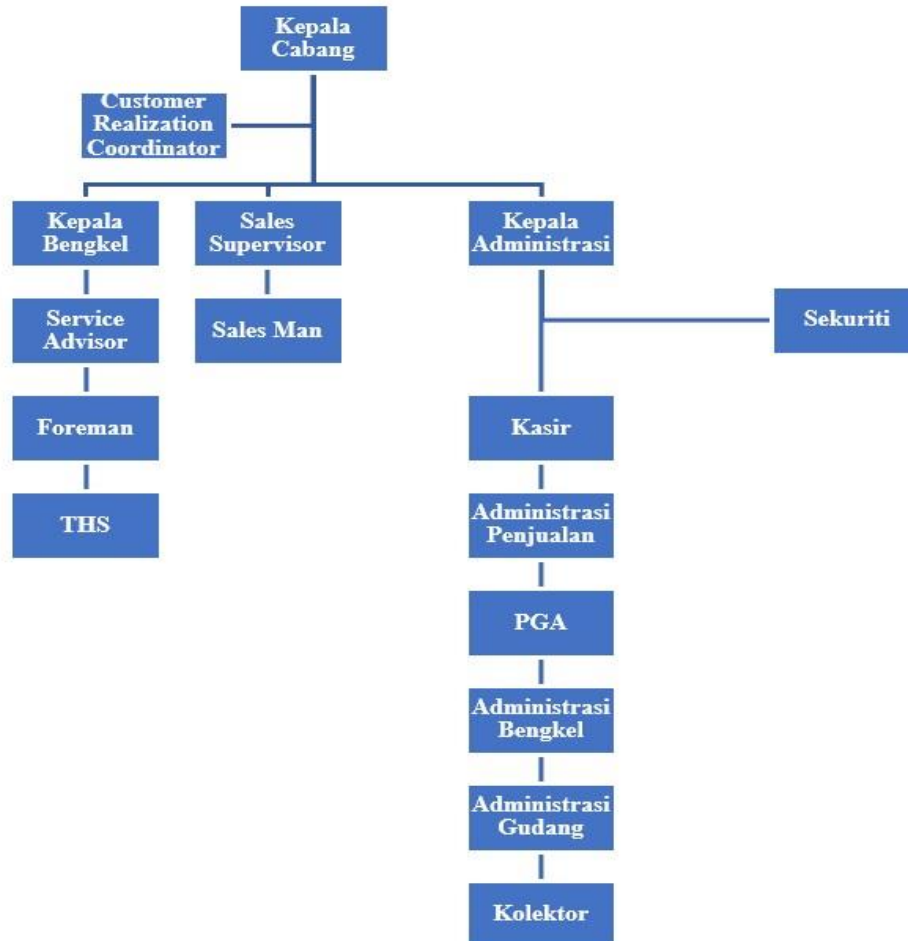 Kepala
Cabang
Customer
Realization
Coordinator
Kepala
Bengkel
Sales
Supervisor
Kepala
Administrasi
Service
Advisor
Sales Man
Sekuriti
Foreman
Kasir
THS
Administrasi
Penjualan
PGA
Administrasi
Bengkel
Administrasi
Gudang
Kolektor